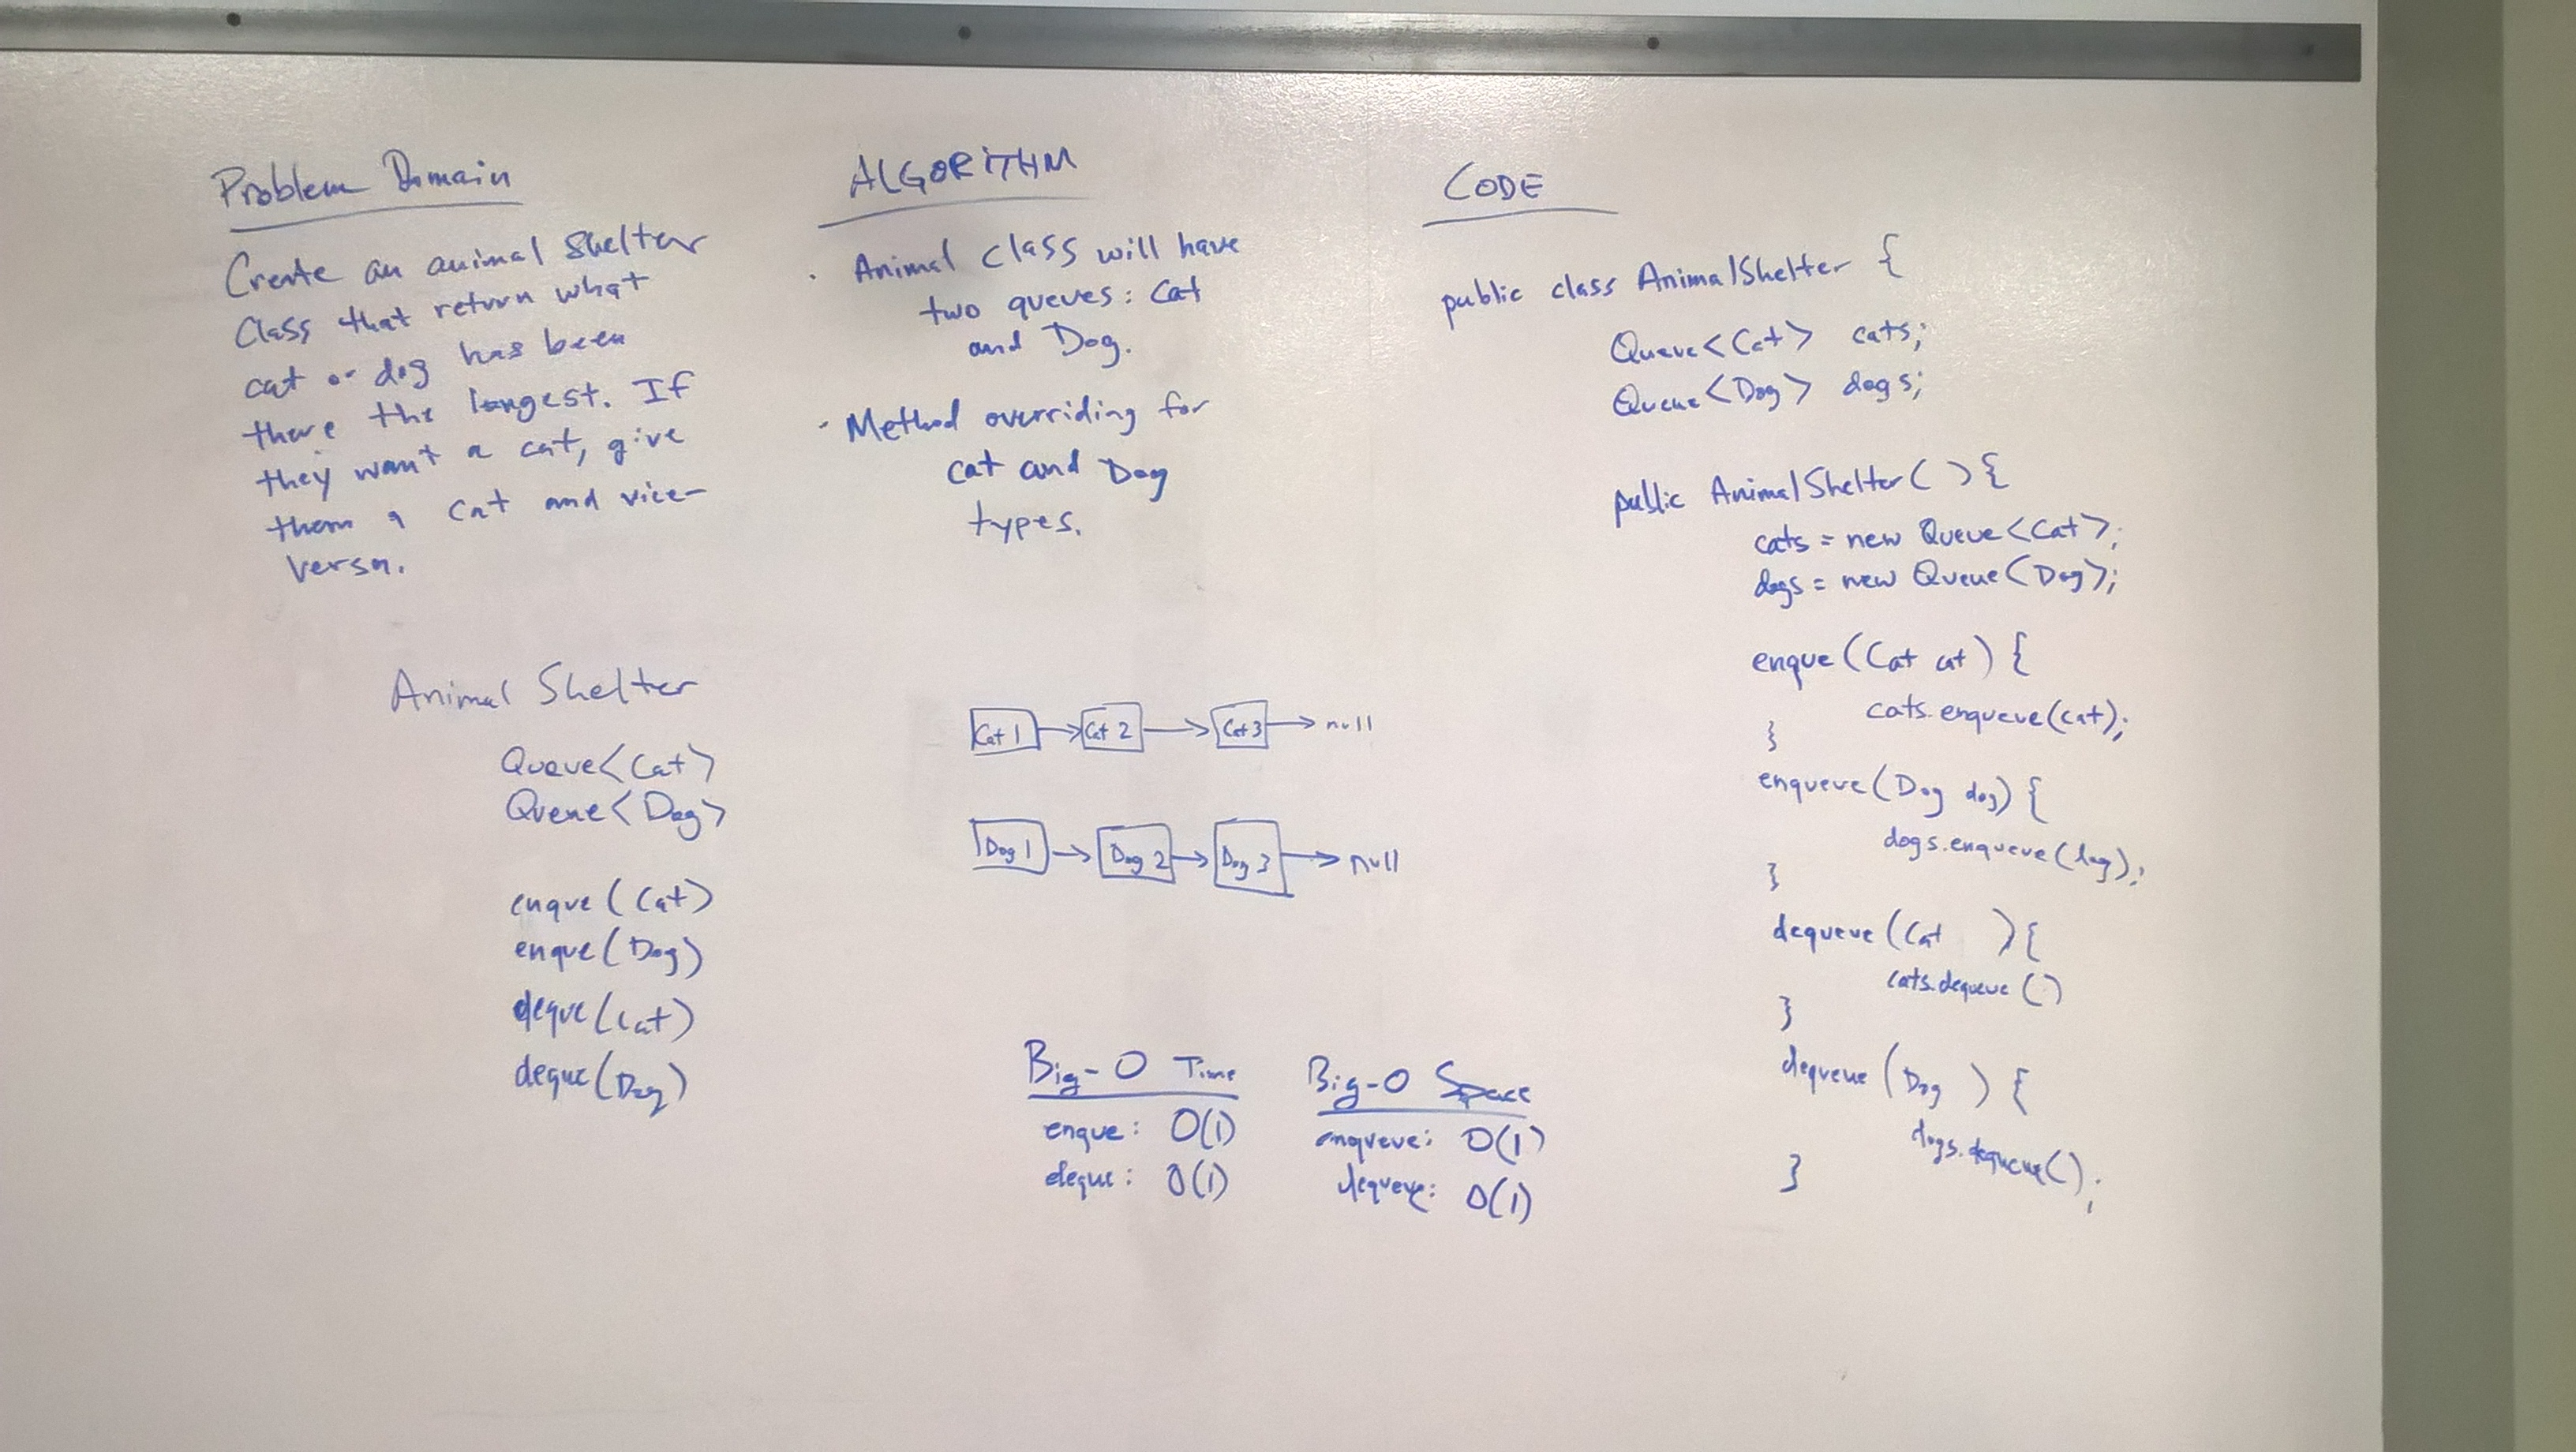 Problem Domain
Create an animal shelter
Class that return what
cat or dog has been
there the longest. If
they want a cat, give
them a cat and vice-
versa.
Animal Shelter
Queue<Cat>
Queue<Dog>
enque(Cat)
enque(Dog)
deque(Cat)
deque(Dog)
ALGORITHM
· Animal class will have
two queues: Cat
and Dog.
· Method overriding for
cat and Dog
types.
Cat 1 → Cat 2 → Cat 3 → null
Dog 1 → Dog 2 → Dog 3 → null
Big-O Time
enque: O(1)
deque: O(1)
Big-O Space
enqueue: O(1)
dequeue: O(1)
CODE
public class AnimalShelter {
Queue<Cat> cats;
Queue<Dog> dogs;
public AnimalShelter( ){
cats = new Queue<Cat>;
dogs = new Queue<Dog>;
enque(Cat cat) {
cats.enqueue(cat);
}
enqueue(Dog dog) {
dogs.enqueue(dog);
}
dequeue(Cat ){
cats.dequeue()
}
dequeue(Dog ) {
dogs.dequeue();
}